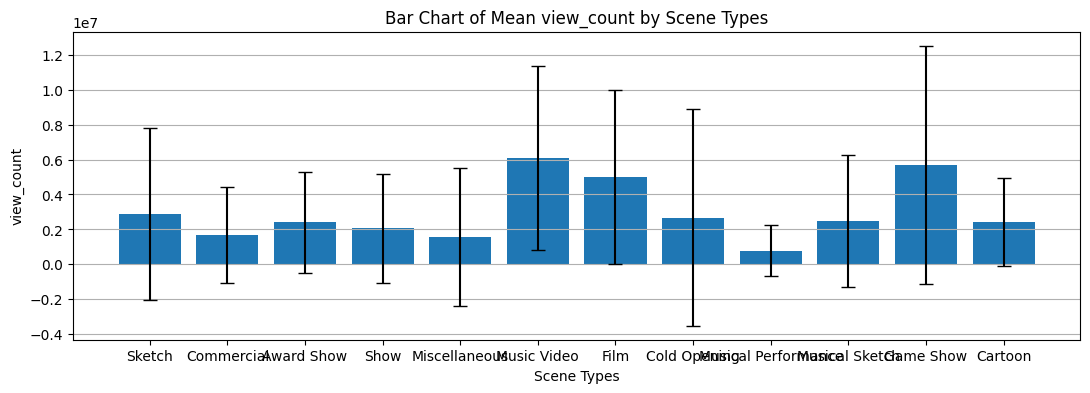 Bar Chart of Mean view_count by Scene Types
1e7
1.2
1.0
0.8
0.6
0.4
0.2
0.0
−0.2
−0.4
view_count
Sketch Commercial Award Show Show Miscellaneous Music Video Film Cold Opening Musical Performance Musical Sketch Game Show Cartoon
Scene Types